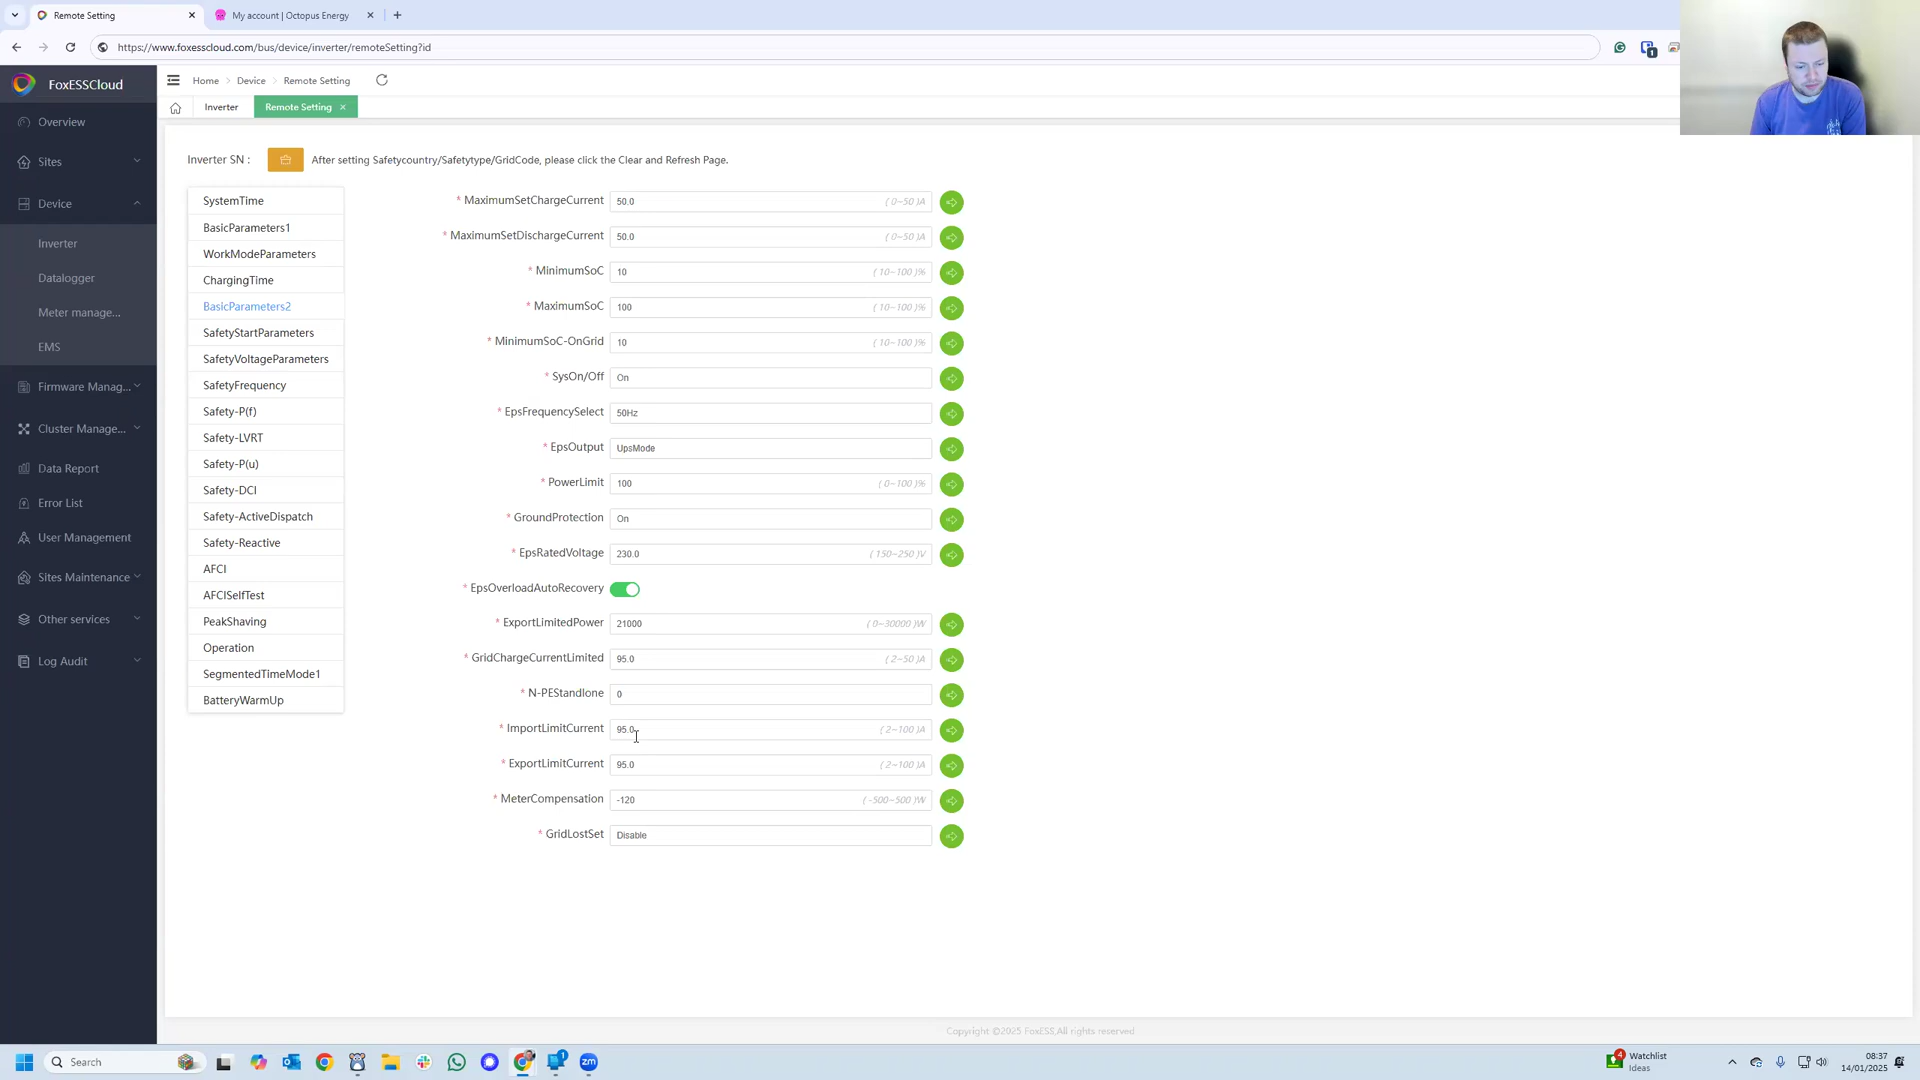 Remote Setting
My account | Octopus Energy
https://www.foxesscloud.com/bus/device/inverter/remoteSetting?id
1
FoxESSCloud
Home > Device > Remote Setting
Inverter
Remote Setting
Overview
Sites
Device
Inverter
Datalogger
Meter manage...
EMS
Firmware Manag...
Cluster Manage...
Data Report
Error List
User Management
Sites Maintenance
Other services
Log Audit
Inverter SN :
After setting Safetycountry/Safetytype/GridCode, please click the Clear and Refresh Page.
SystemTime
BasicParameters1
WorkModeParameters
ChargingTime
BasicParameters2
SafetyStartParameters
SafetyVoltageParameters
SafetyFrequency
Safety-P(f)
Safety-LVRT
Safety-P(u)
Safety-DCI
Safety-ActiveDispatch
Safety-Reactive
AFCI
AFCISelfTest
PeakShaving
Operation
SegmentedTimeMode1
BatteryWarmUp
* MaximumSetChargeCurrent 50.0 ( 0~50 )A
* MaximumSetDischargeCurrent 50.0 ( 0~50 )A
* MinimumSoC 10 ( 10~100 )%
* MaximumSoC 100 ( 10~100 )%
* MinimumSoC-OnGrid 10 ( 10~100 )%
* SysOn/Off On
* EpsFrequencySelect 50Hz
* EpsOutput UpsMode
* PowerLimit 100 ( 0~100 )%
* GroundProtection On
* EpsRatedVoltage 230.0 ( 150~250 )V
* EpsOverloadAutoRecovery
* ExportLimitedPower 21000 ( 0~30000 )W
* GridChargeCurrentLimited 95.0 ( 2~50 )A
* N-PEStandlone 0
* ImportLimitCurrent 95.0 ( 2~100 )A
* ExportLimitCurrent 95.0 ( 2~100 )A
* MeterCompensation -120 ( -500~500 )W
* GridLostSet Disable
Copyright ©2025 FoxESS,All rights reserved
Search
1
zm
4
Watchlist
Ideas
08:37
14/01/2025